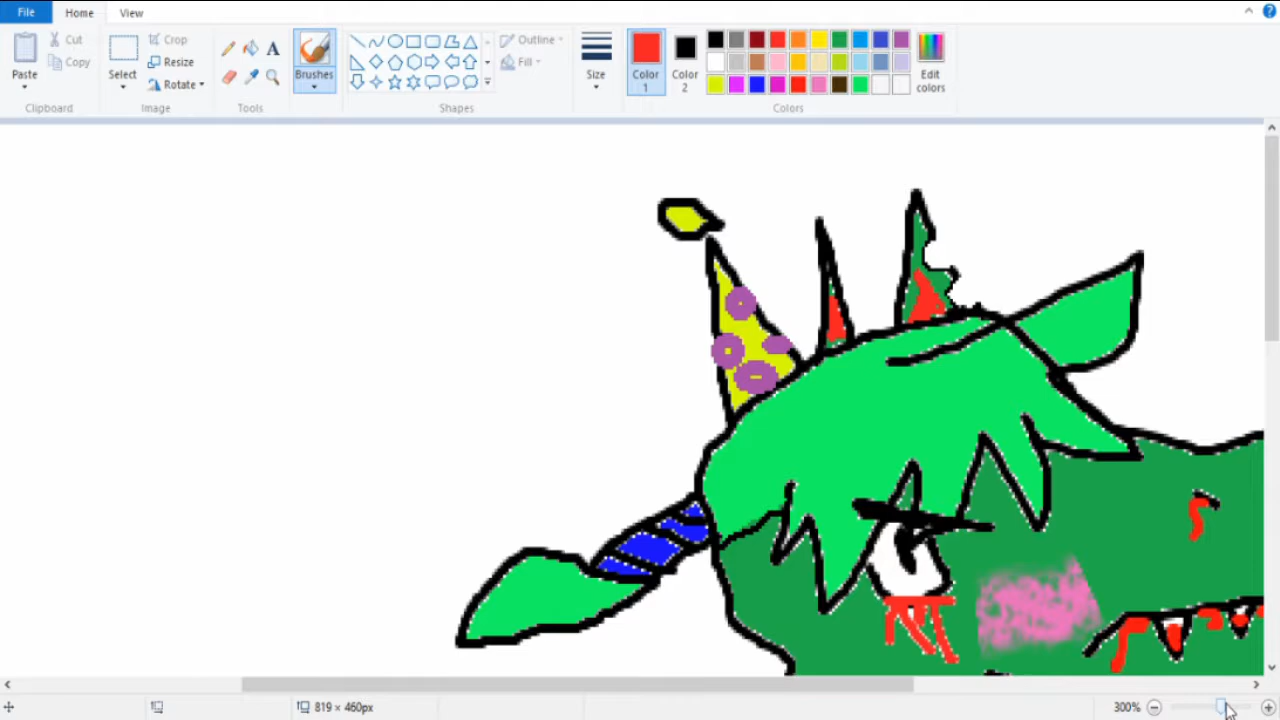 File Home View
Paste Cut Copy
Clipboard
Select Crop Resize Rotate
Image
A
Tools
Brushes
Outline Fill
Shapes
Size
Color 1
Color 2
Edit colors
Colors
819 × 460px
300%